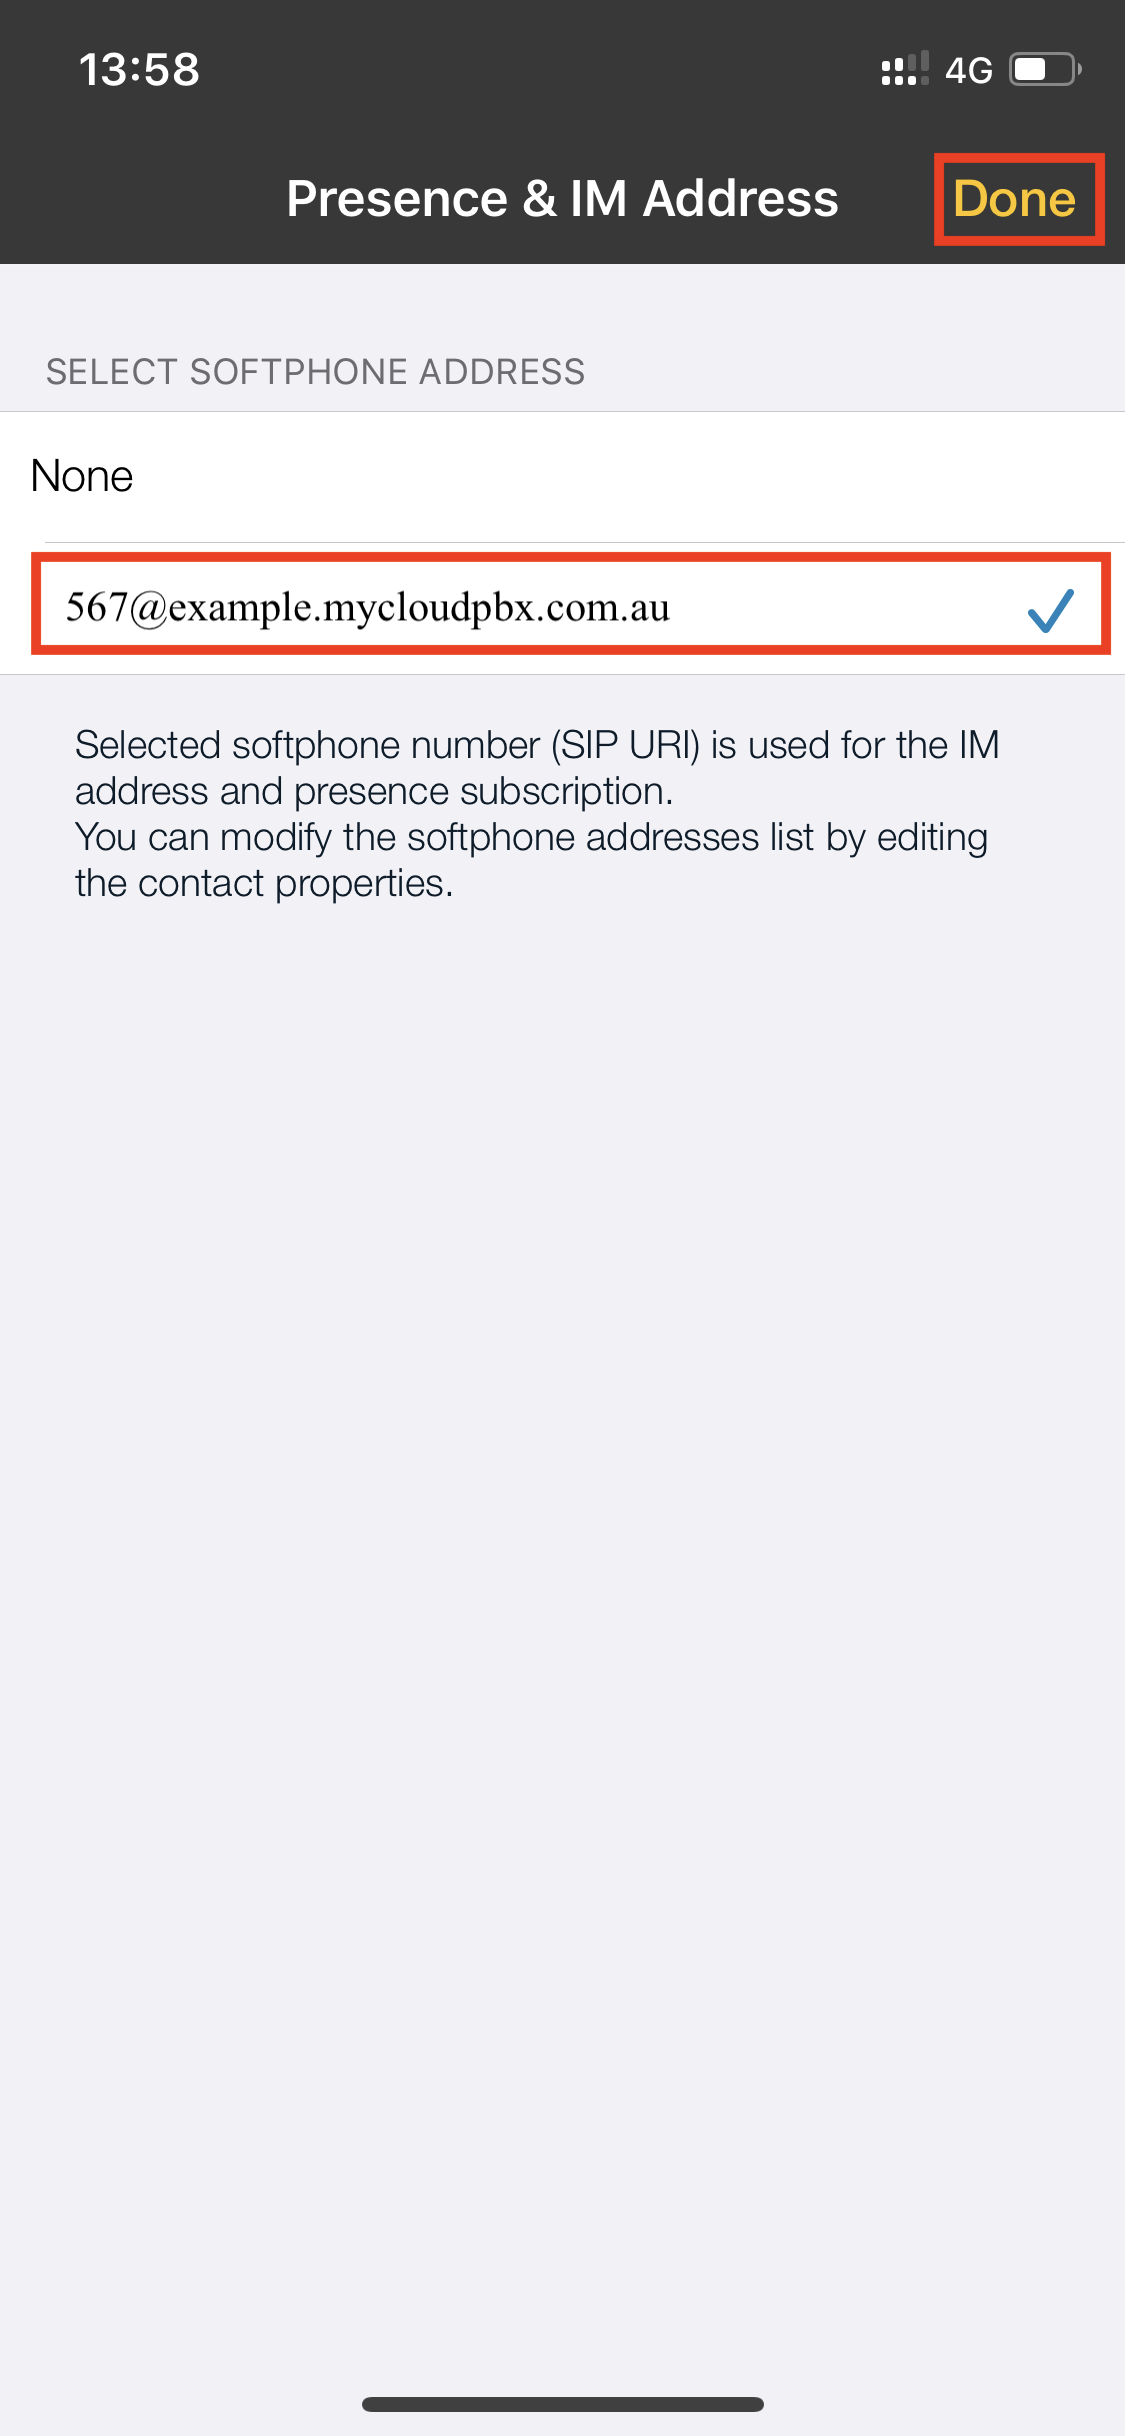 13:58
4G
Presence & IM Address
Done
SELECT SOFTPHONE ADDRESS
None
567@example.mycloudpbx.com.au
Selected softphone number (SIP URI) is used for the IM
address and presence subscription.
You can modify the softphone addresses list by editing
the contact properties.